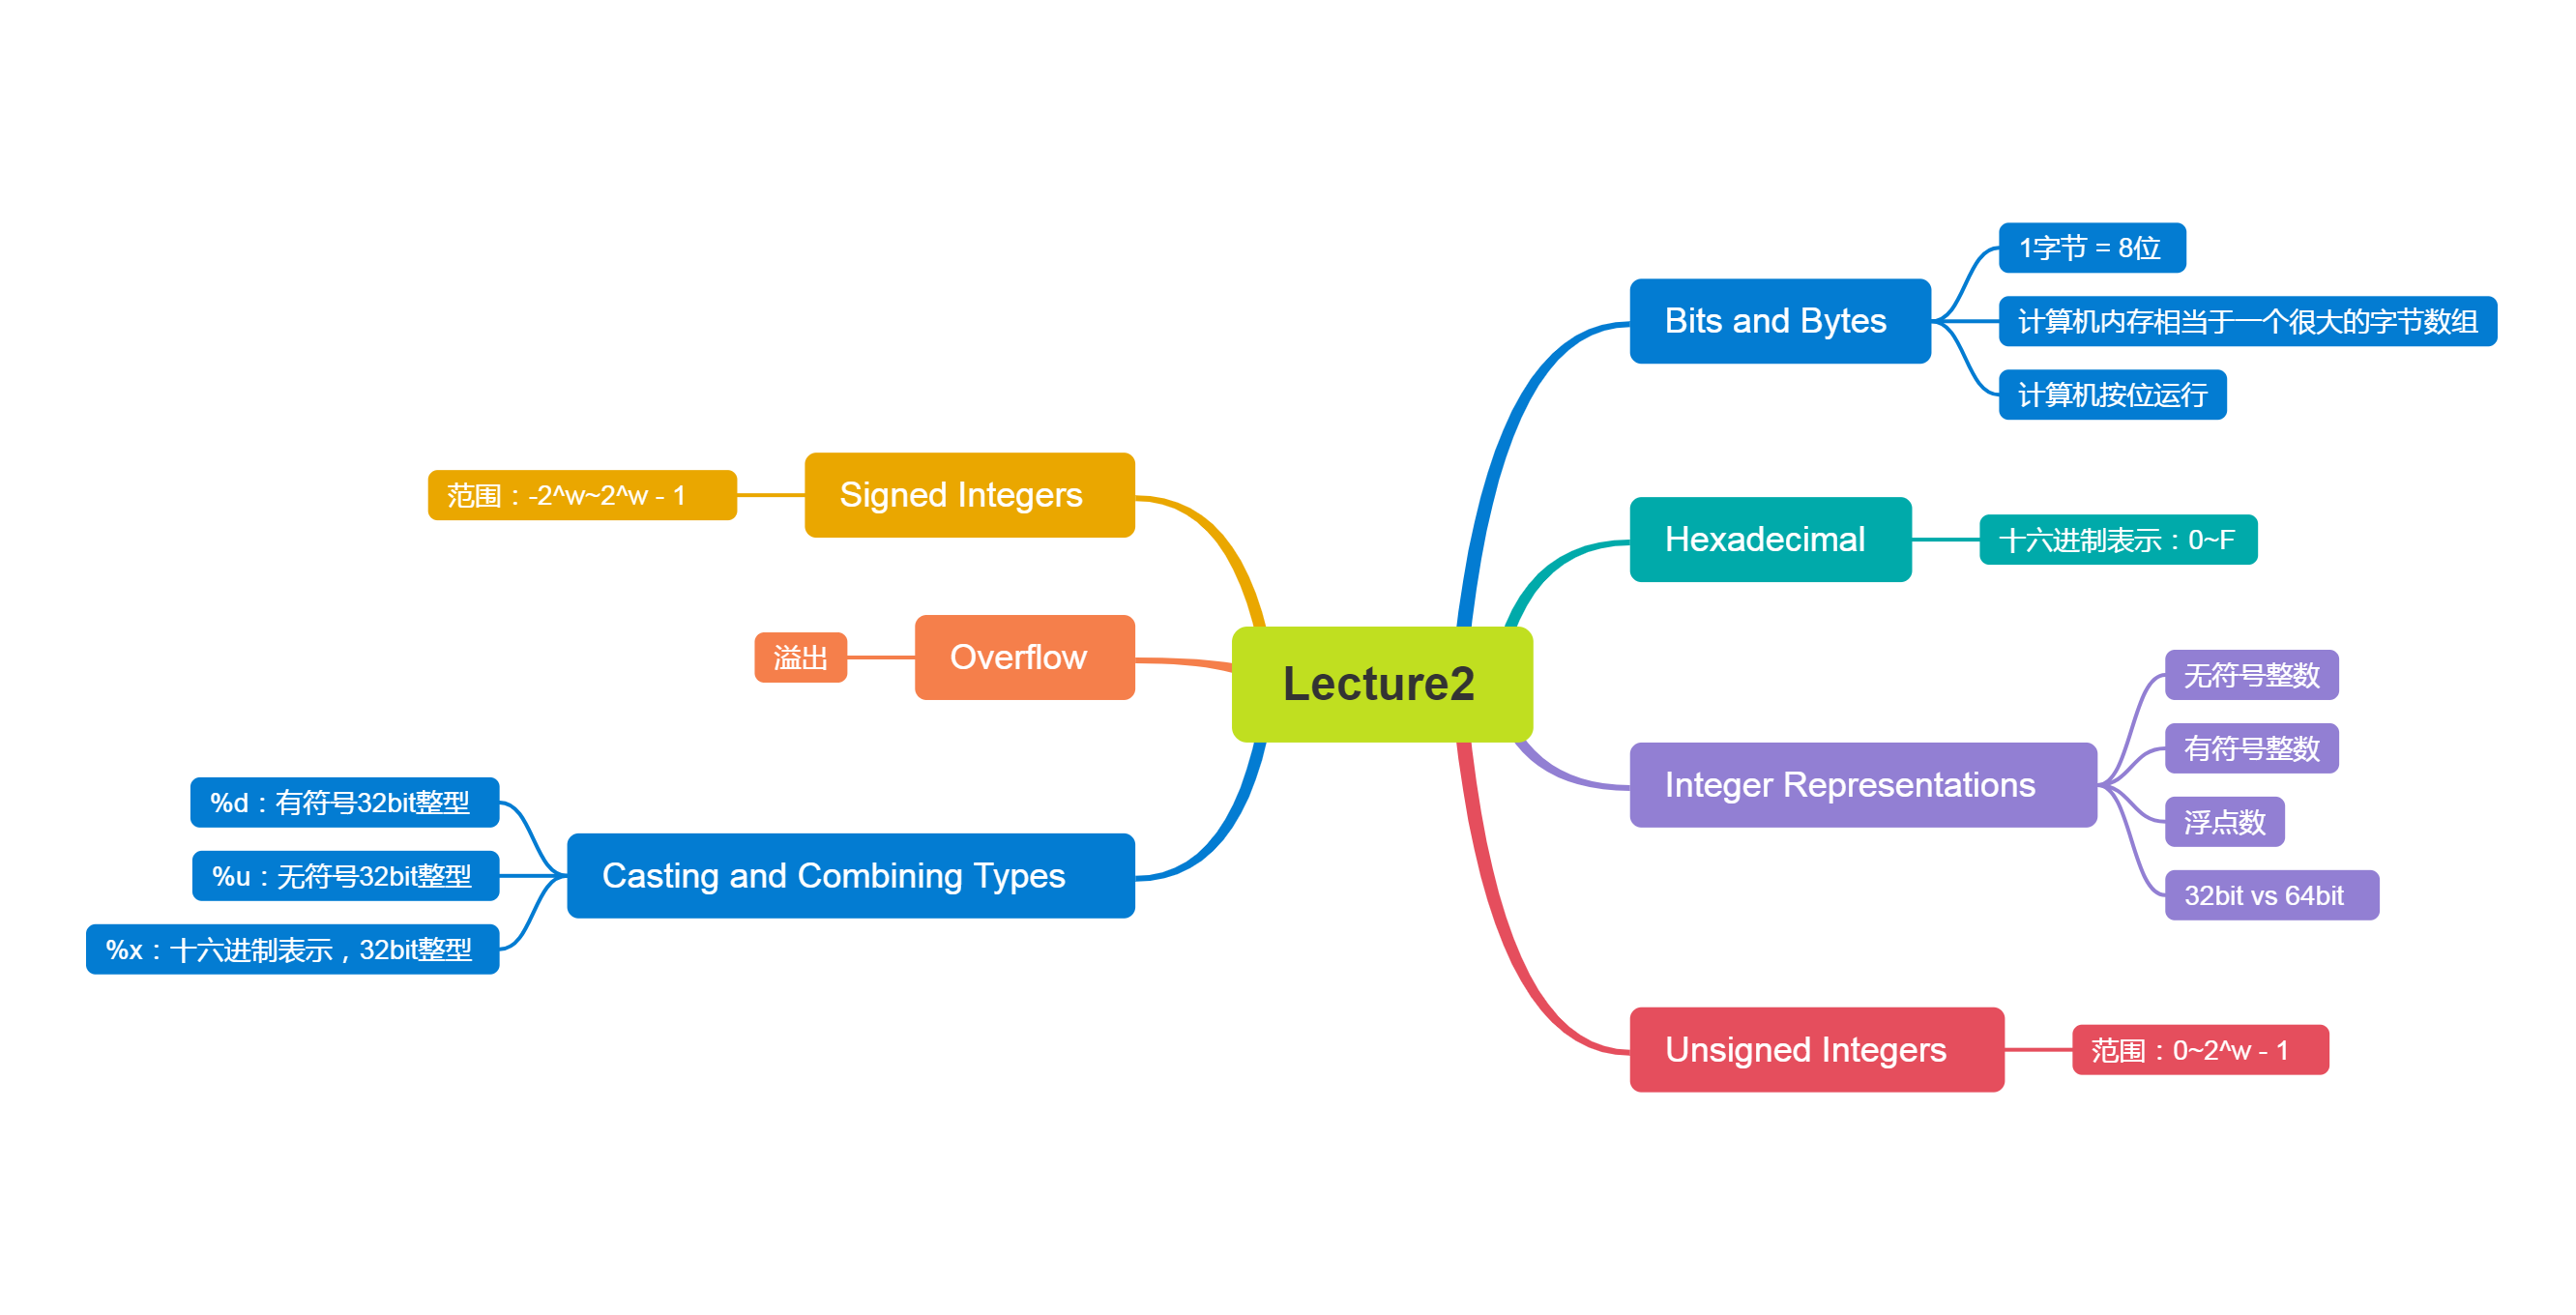 Lecture2
Bits and Bytes
1字节 = 8位
计算机内存相当于一个很大的字节数组
计算机按位运行
Hexadecimal
十六进制表示：0~F
Integer Representations
无符号整数
有符号整数
浮点数
32bit vs 64bit
Unsigned Integers
范围：0~2^w - 1
Signed Integers
范围：-2^w~2^w - 1
Overflow
溢出
Casting and Combining Types
%d：有符号32bit整型
%u：无符号32bit整型
%x：十六进制表示，32bit整型